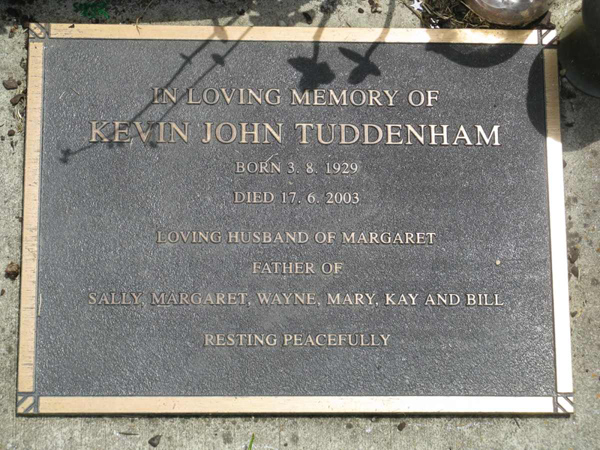 IN LOVING MEMORY OF
KEVIN JOHN TUDDENHAM
BORN 3. 8. 1929
DIED 17. 6. 2003
LOVING HUSBAND OF MARGARET
FATHER OF
SALLY, MARGARET, WAYNE, MARY, KAY AND BILL
RESTING PEACEFULLY